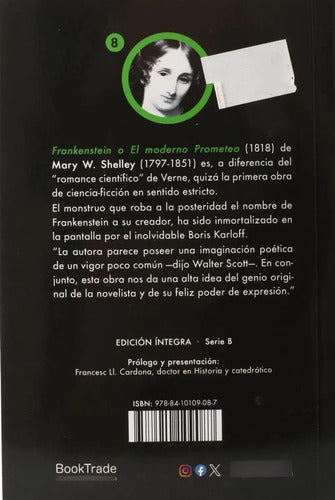 8
Frankenstein o El moderno Prometeo (1818) de
Mary W. Shelley (1797-1851) es, a diferencia del
"romance científico" de Verne, quizá la primera obra
de ciencia-ficción en sentido estricto.
El monstruo que roba a la posteridad el nombre de
Frankenstein a su creador, ha sido inmortalizado en
la pantalla por el inolvidable Boris Karloff.
"La autora parece poseer una imaginación poética
de un vigor poco común —dijo Walter Scott—. En con-
junto, esta obra nos da una alta idea del genio origi-
nal de la novelista y de su feliz poder de expresión."
EDICIÓN ÍNTEGRA · Serie B
Prólogo y presentación:
Francesc Ll. Cardona, doctor en Historia y catedrático
ISBN: 978-84-10109-08-7
BookTrade